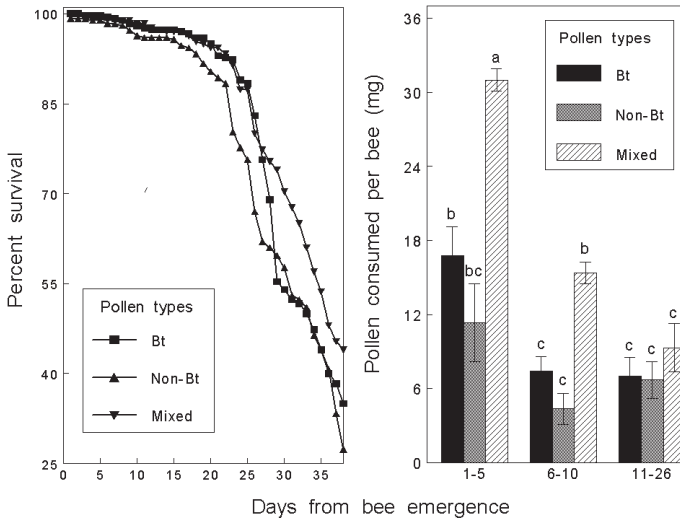 100
85
70
55
40
25
Percent survival
Pollen types
Bt
Non-Bt
Mixed
0 5 10 15 20 25 30 35
36
30
24
18
12
6
0
Pollen consumed per bee (mg)
Pollen types
Bt
Non-Bt
Mixed
a
b
bc
b
c
c
c
c
c
1-5 6-10 11-26
Days from bee emergence